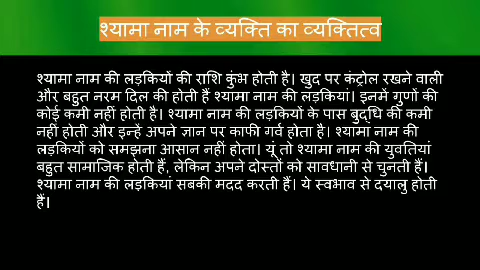 श्यामा नाम के व्यक्ति का व्यक्तित्व
श्यामा नाम की लड़कियों की राशि कुंभ होती है। खुद पर कंट्रोल रखने वाली
और बहुत नरम दिल की होती हैं श्यामा नाम की लड़कियां। इनमें गुणों की
कोई कमी नहीं होती है। श्यामा नाम की लड़कियों के पास बुद्धि की कमी
नहीं होती और इन्हें अपने ज्ञान पर काफी गर्व होता है। श्यामा नाम की
लड़कियों को समझना आसान नहीं होता। यूं तो श्यामा नाम की युवतियां
बहुत सामाजिक होती हैं, लेकिन अपने दोस्तों को सावधानी से चुनती हैं।
श्यामा नाम की लड़कियां सबकी मदद करती हैं। ये स्वभाव से दयालु होती
हैं।